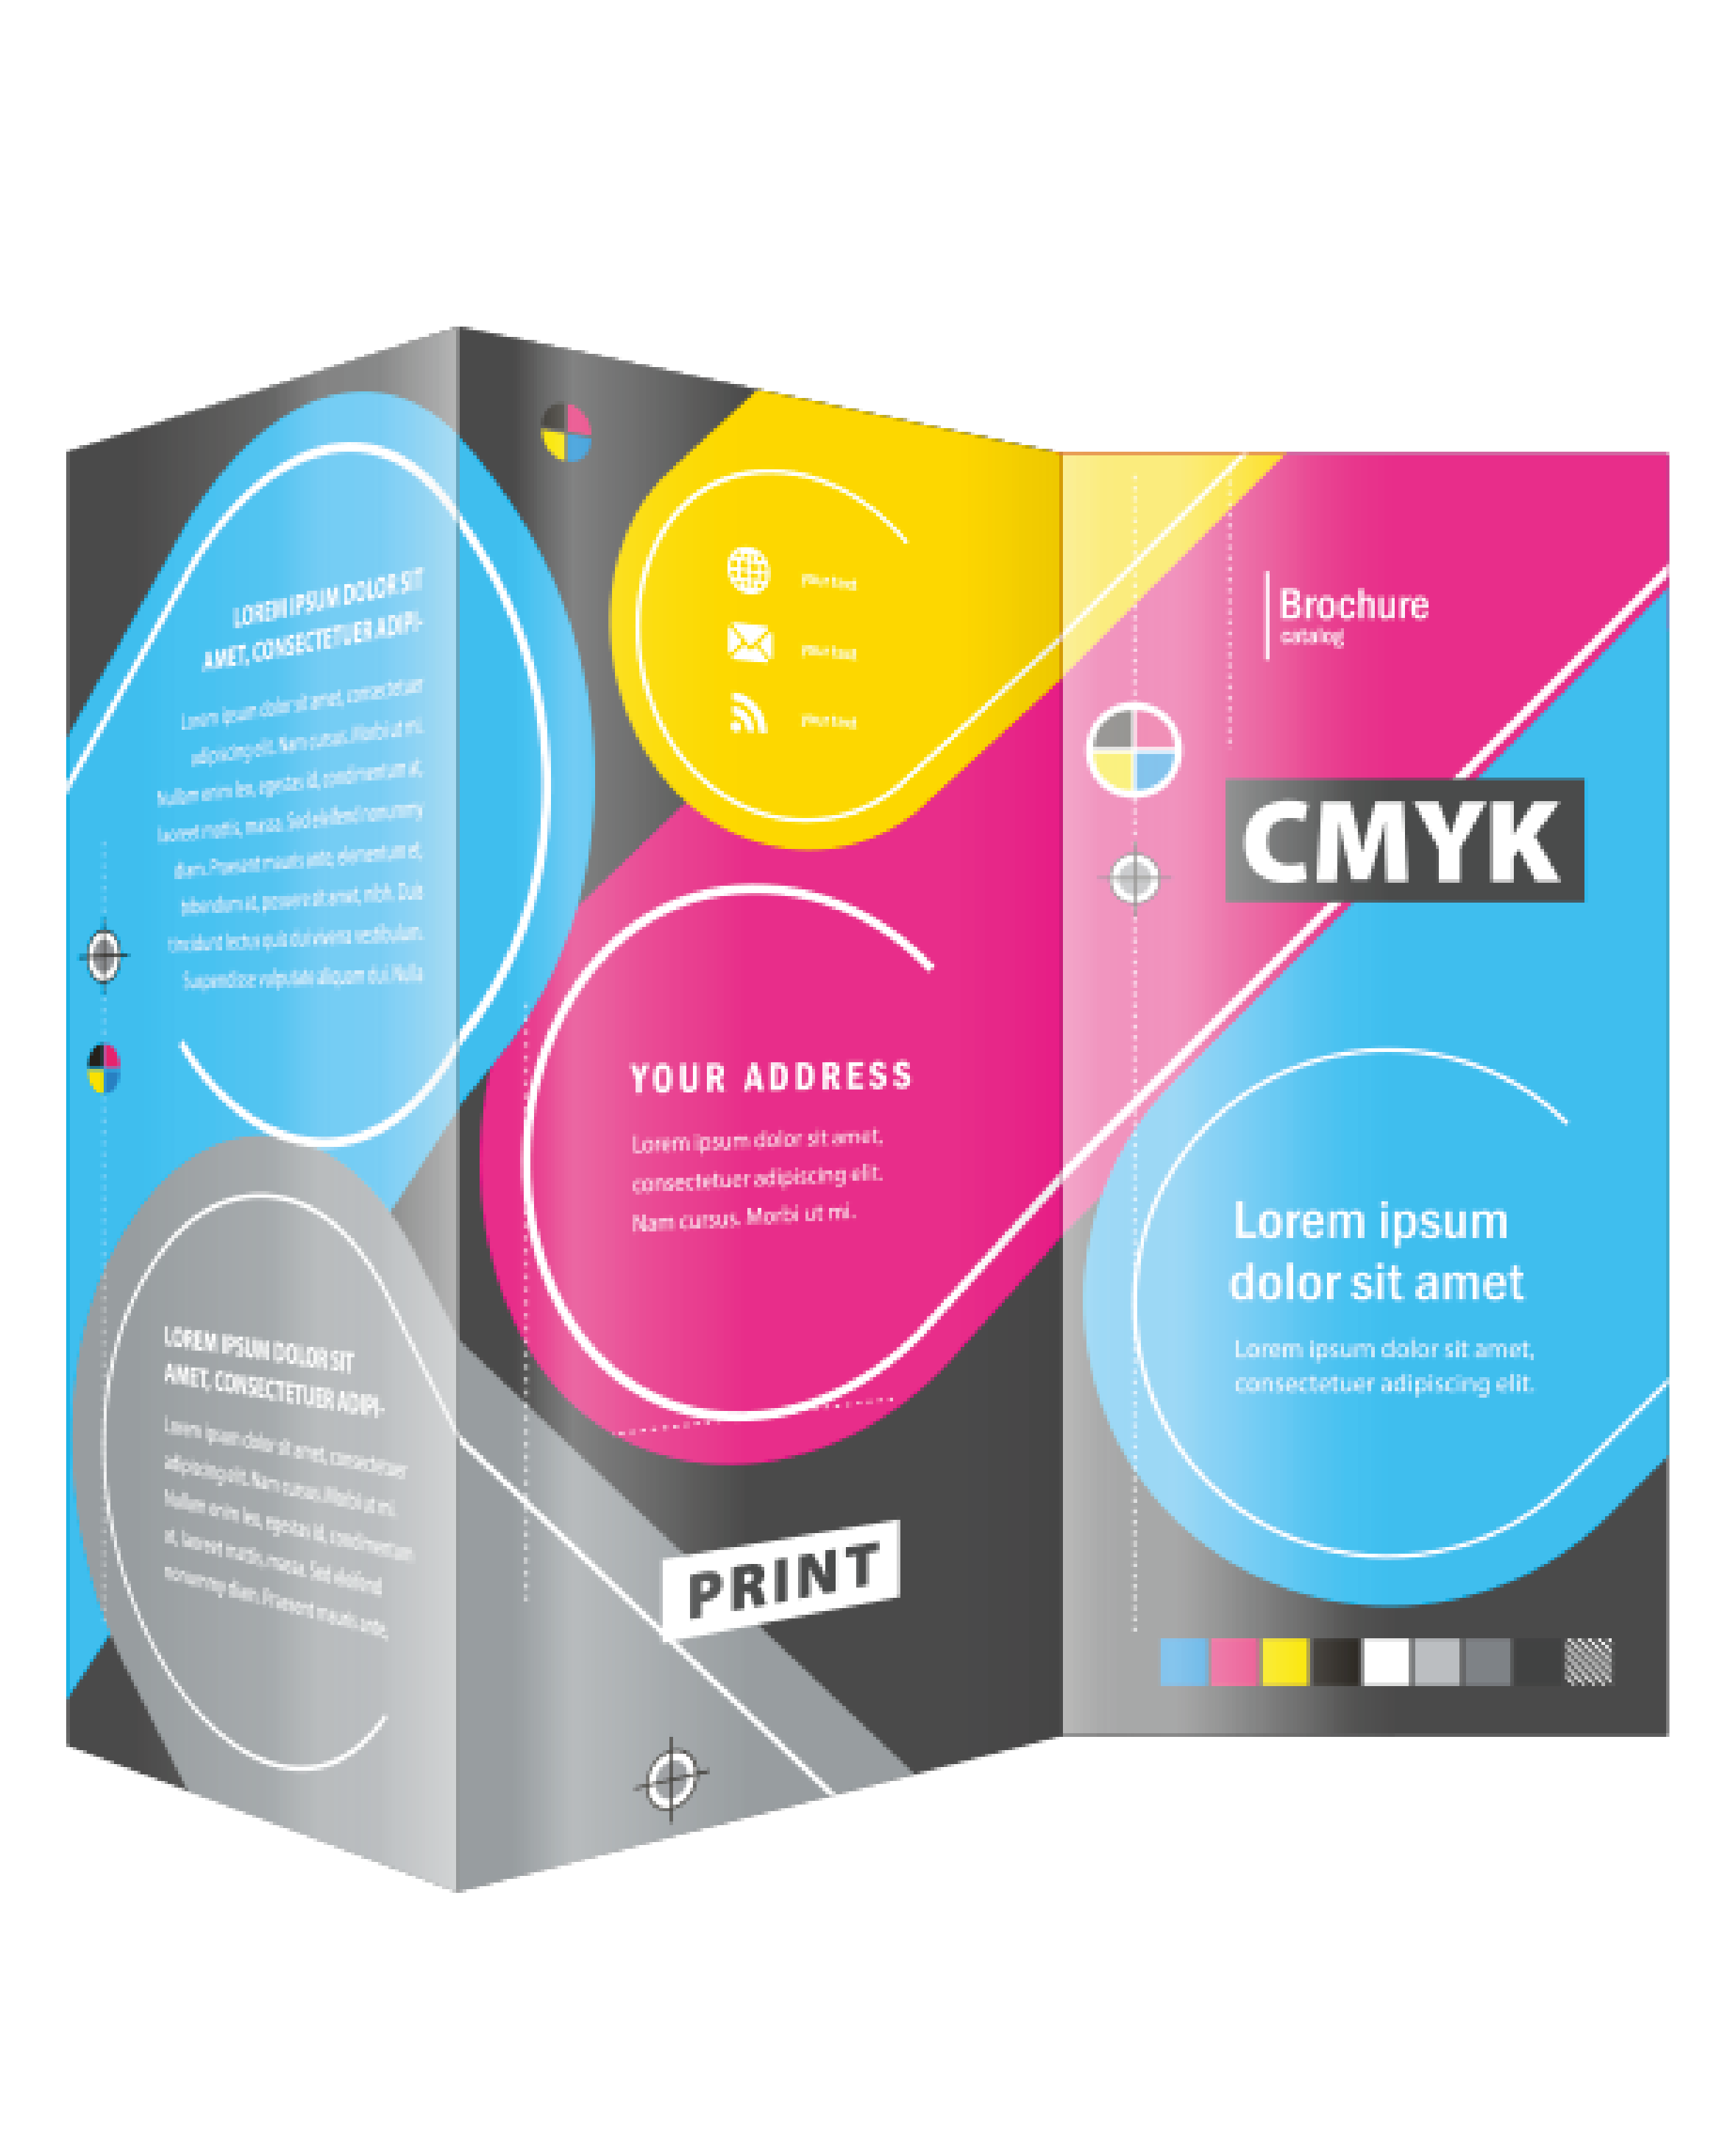 LOREM IPSUM DOLOR SIT
AMET, CONSECTETUER ADIPI-
Lorem ipsum dolor sit amet, consectetuer
adipiscing elit. Nam cursus. Morbi ut mi.
Nullam enim leo, egestas id, condimentum at,
laoreet mattis, massa. Sed eleifend nonummy
diam. Praesent mauris ante, elementum et,
bibendum at, posuere sit amet, nibh. Duis
tincidunt lectus quis dui viverra vestibulum.
Suspendisse vulputate aliquam dui. Nulla
LOREM IPSUM DOLOR SIT
AMET, CONSECTETUER ADIPI-
Lorem ipsum dolor sit amet, consectetuer
adipiscing elit. Nam cursus. Morbi ut mi.
Nullam enim leo, egestas id, condimentum
at, laoreet mattis, massa. Sed eleifend
nonummy diam. Praesent mauris ante,
your text
your text
your text
YOUR ADDRESS
Lorem ipsum dolor sit amet,
consectetuer adipiscing elit.
Nam cursus. Morbi ut mi.
PRINT
Brochure
catalog
CMYK
Lorem ipsum
dolor sit amet
Lorem ipsum dolor sit amet,
consectetuer adipiscing elit.